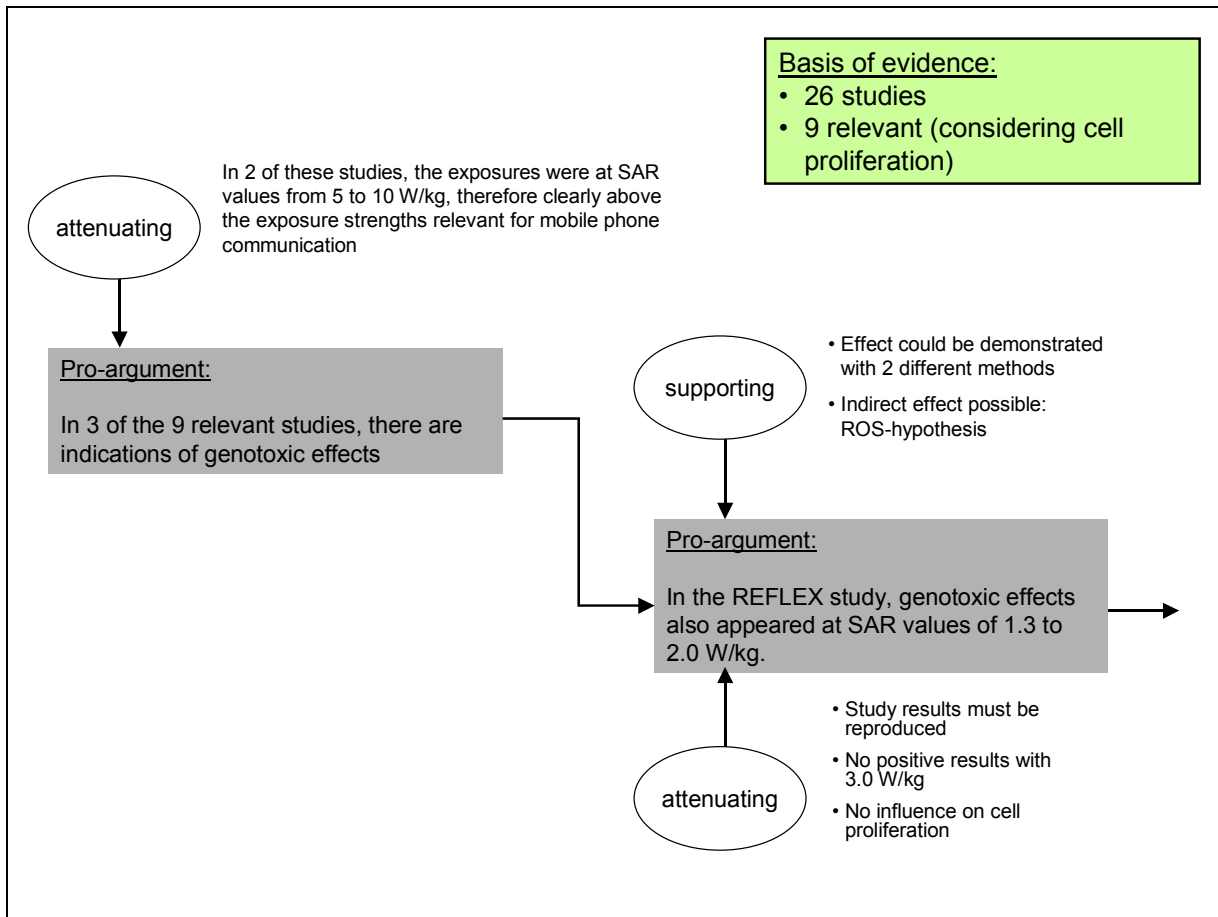 Basis of evidence:
• 26 studies
• 9 relevant (considering cell
proliferation)
In 2 of these studies, the exposures were at SAR
values from 5 to 10 W/kg, therefore clearly above
the exposure strengths relevant for mobile phone
communication
attenuating
Pro-argument:
In 3 of the 9 relevant studies, there are
indications of genotoxic effects
• Effect could be demonstrated
with 2 different methods
• Indirect effect possible:
ROS-hypothesis
supporting
Pro-argument:
In the REFLEX study, genotoxic effects
also appeared at SAR values of 1.3 to
2.0 W/kg.
• Study results must be
reproduced
• No positive results with
3.0 W/kg
• No influence on cell
proliferation
attenuating